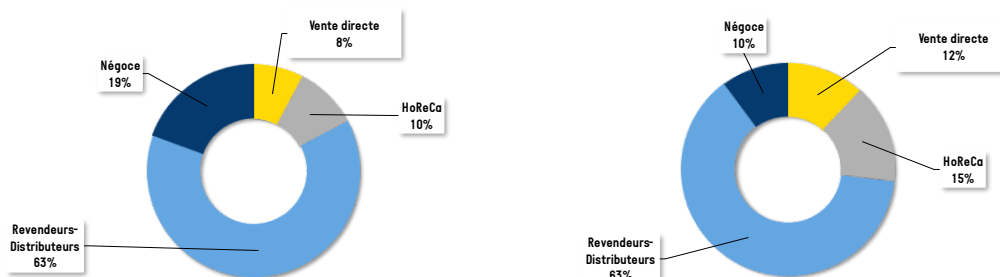 Vente directe
8%
Négoce
19%
HoReCa
10%
Revendeurs-
Distributeurs
63%
Négoce
10%
Vente directe
12%
HoReCa
15%
Revendeurs-
Distributeurs
63%